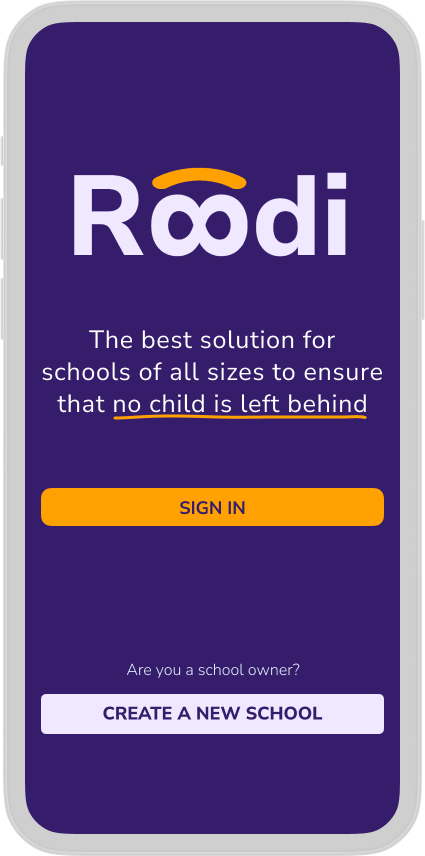 Roodi
The best solution for
schools of all sizes to ensure
that no child is left behind
SIGN IN
Are you a school owner?
CREATE A NEW SCHOOL